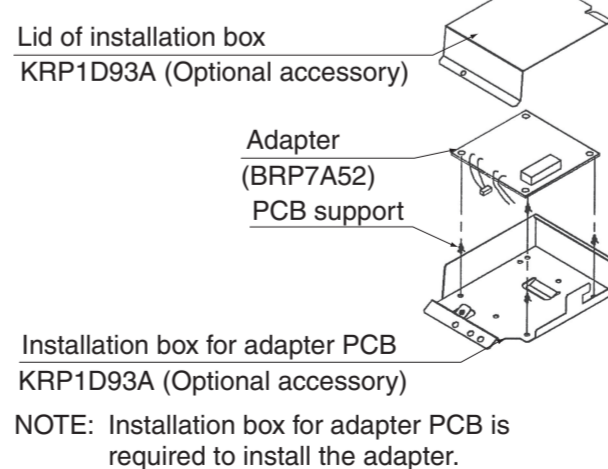 Lid of installation box
KRP1D93A (Optional accessory)
Adapter
(BRP7A52)
PCB support
Installation box for adapter PCB
KRP1D93A (Optional accessory)
NOTE: Installation box for adapter PCB is
required to install the adapter.